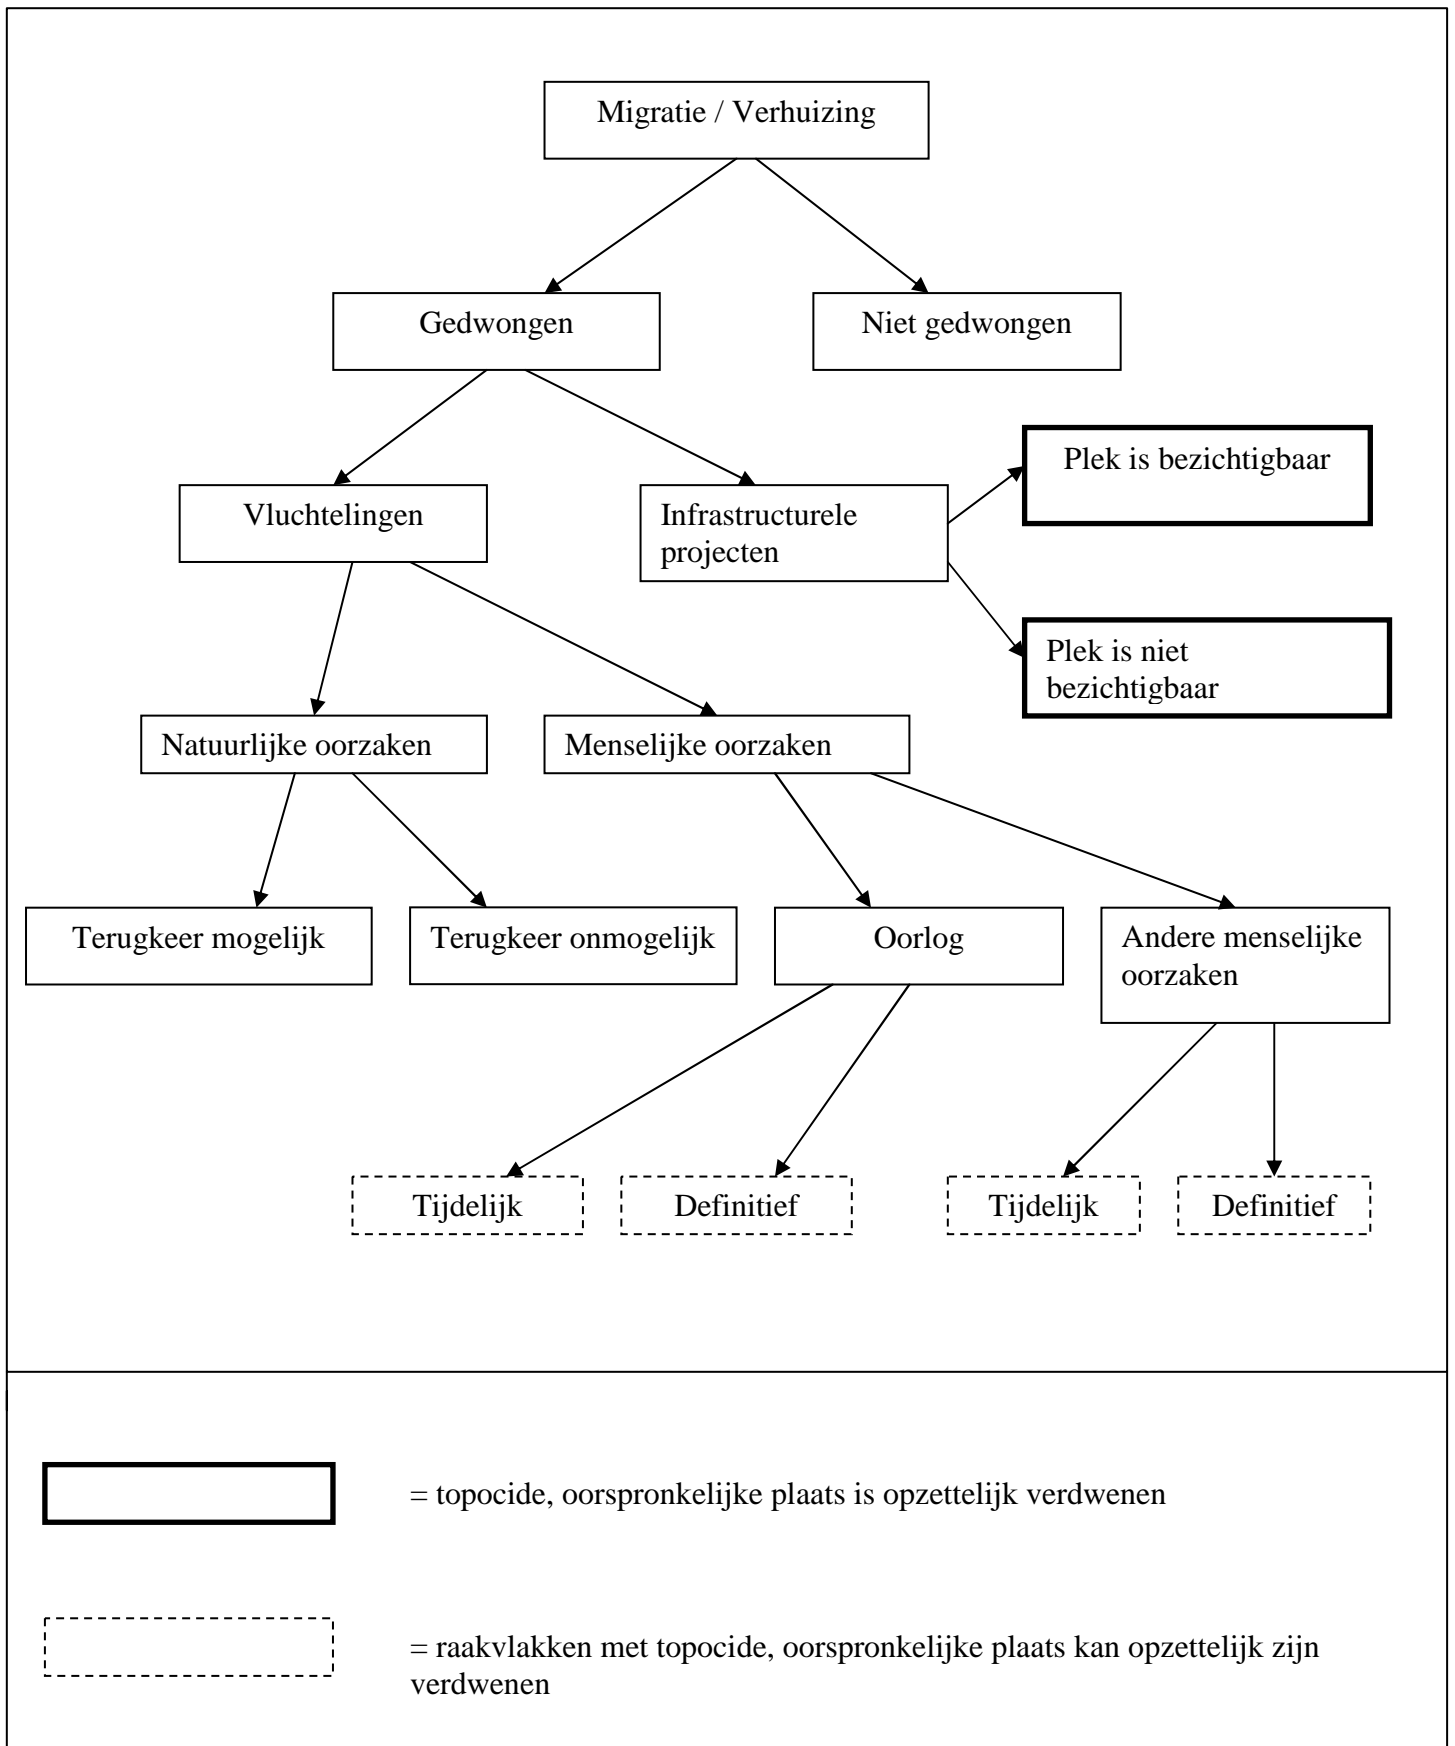 Migratie / Verhuizing
Gedwongen
Niet gedwongen
Plek is bezichtigbaar
Vluchtelingen
Infrastructurele
projecten
Plek is niet
bezichtigbaar
Natuurlijke oorzaken
Menselijke oorzaken
Terugkeer mogelijk
Terugkeer onmogelijk
Oorlog
Andere menselijke
oorzaken
Tijdelijk
Definitief
Tijdelijk
Definitief
= topocide, oorspronkelijke plaats is opzettelijk verdwenen
= raakvlakken met topocide, oorspronkelijke plaats kan opzettelijk zijn
verdwenen